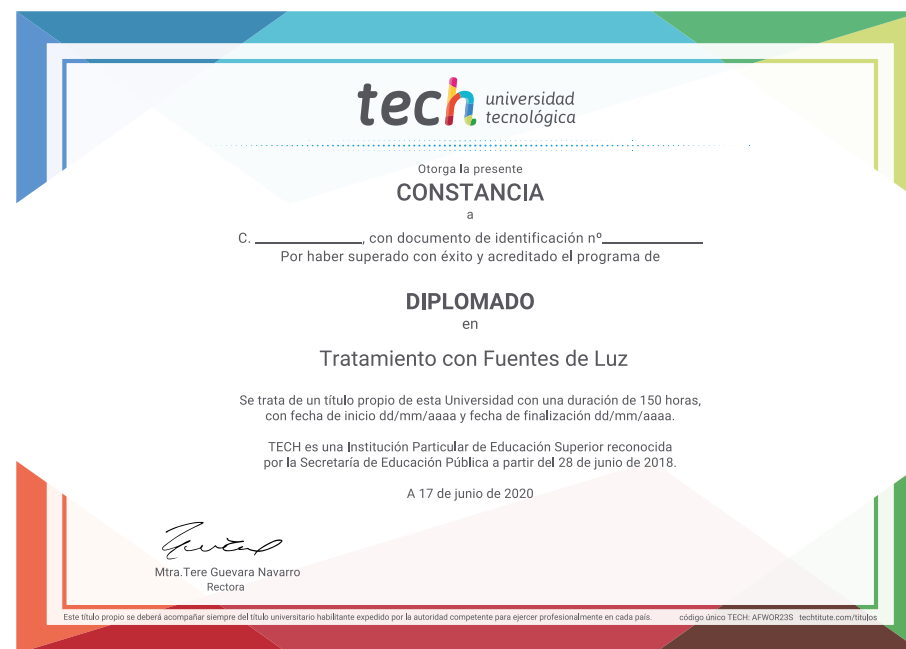 tech universidad
tecnológica
Otorga la presente
CONSTANCIA
a
C. ____________, con documento de identificación nº____________
Por haber superado con éxito y acreditado el programa de
DIPLOMADO
en
Tratamiento con Fuentes de Luz
Se trata de un título propio de esta Universidad con una duración de 150 horas,
con fecha de inicio dd/mm/aaaa y fecha de finalización dd/mm/aaaa.
TECH es una Institución Particular de Educación Superior reconocida
por la Secretaría de Educación Pública a partir del 28 de junio de 2018.
A 17 de junio de 2020
Mtra.Tere Guevara Navarro
Rectora
Este título propio se deberá acompañar siempre del título universitario habilitante expedido por la autoridad competente para ejercer profesionalmente en cada país. código único TECH: AFWOR23S techtitute.com/titulos